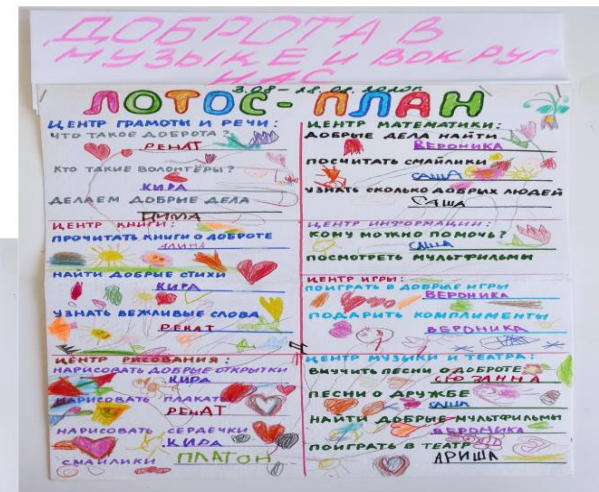 ДОБРОТА В
МУЗЫКЕ И ВОКРУГ
НАС
ЛОТОС-ПЛАН
ЦЕНТР ГРАМОТЫ И РЕЧИ:
ЧТО ТАКОЕ ДОБРОТА?
РЕНАТ
КТО ТАКИЕ ВОЛОНТЁРЫ?
КИРА
ДЕЛАЕМ ДОБРЫЕ ДЕЛА
ДИМА
ЦЕНТР КНИГИ:
ПРОЧИТАТЬ КНИГИ О ДОБРОТЕ
НАЙТИ ДОБРЫЕ СТИХИ
КИРА
УЗНАТЬ ВЕЖЛИВЫЕ СЛОВА
РЕНАТ
ЦЕНТР РИСОВАНИЯ:
НАРИСОВАТЬ ДОБРЫЕ ОТКРЫТКИ
КИРА
НАРИСОВАТЬ ПЛАКАТ
РЕНАТ
НАРИСОВАТЬ СЕРДЕЧКИ
КИРА
СМАЙЛИКИ ПЛАТОН
ЦЕНТР МАТЕМАТИКИ:
ДОБРЫЕ ДЕЛА НАЙТИ
ВЕРОНИКА
ПОСЧИТАТЬ СМАЙЛИКИ
САША
УЗНАТЬ СКОЛЬКО ДОБРЫХ ЛЮДЕЙ
САША
ЦЕНТР ИНФОРМАЦИИ:
КОМУ МОЖНО ПОМОЧЬ?
САША
ПОСМОТРЕТЬ МУЛЬТФИЛЬМЫ
ЦЕНТР ИГРЫ:
ПОИГРАТЬ В ДОБРЫЕ ИГРЫ
ВЕРОНИКА
ПОДАРИТЬ КОМПЛИМЕНТЫ
ВЕРОНИКА
ЦЕНТР МУЗЫКИ И ТЕАТРА:
ВЫУЧИТЬ ПЕСНИ О ДОБРОТЕ
ПЕСНИ О ДРУЖБЕ
САША
НАЙТИ ДОБРЫЕ МУЛЬТФИЛЬМЫ
ВЕРОНИКА
ПОИГРАТЬ В ТЕАТР
АРИША